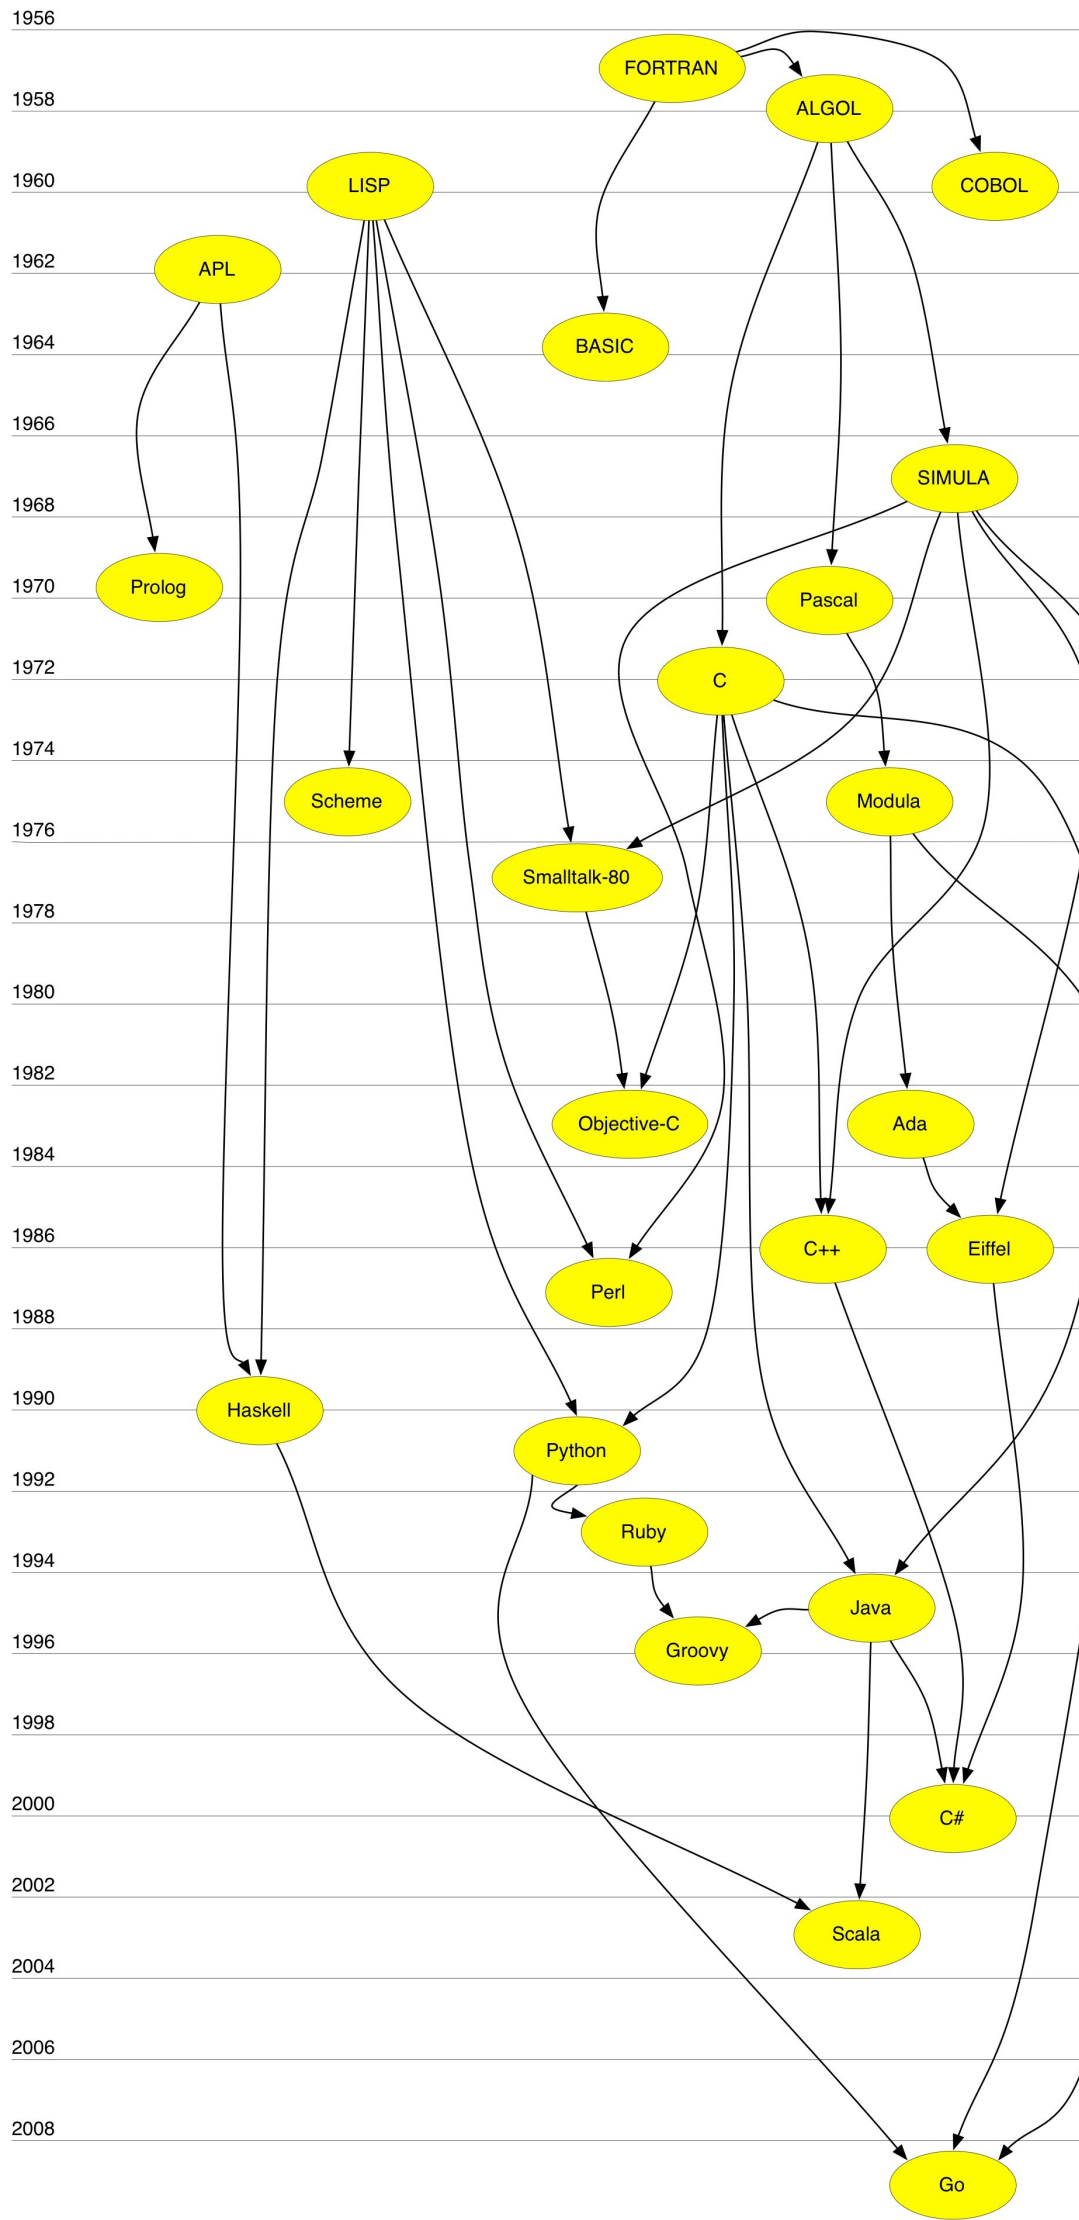 1956
FORTRAN
1958
ALGOL
LISP
COBOL
1960
APL
1962
BASIC
1964
1966
SIMULA
1968
Prolog
1970
Pascal
1972
C
1974
Scheme
Modula
1976
Smalltalk-80
1978
1980
1982
Objective-C
Ada
1984
1986
C++
Eiffel
Perl
1988
1990
Haskell
Python
1992
Ruby
1994
Java
1996
Groovy
1998
2000
C#
2002
Scala
2004
2006
2008
Go